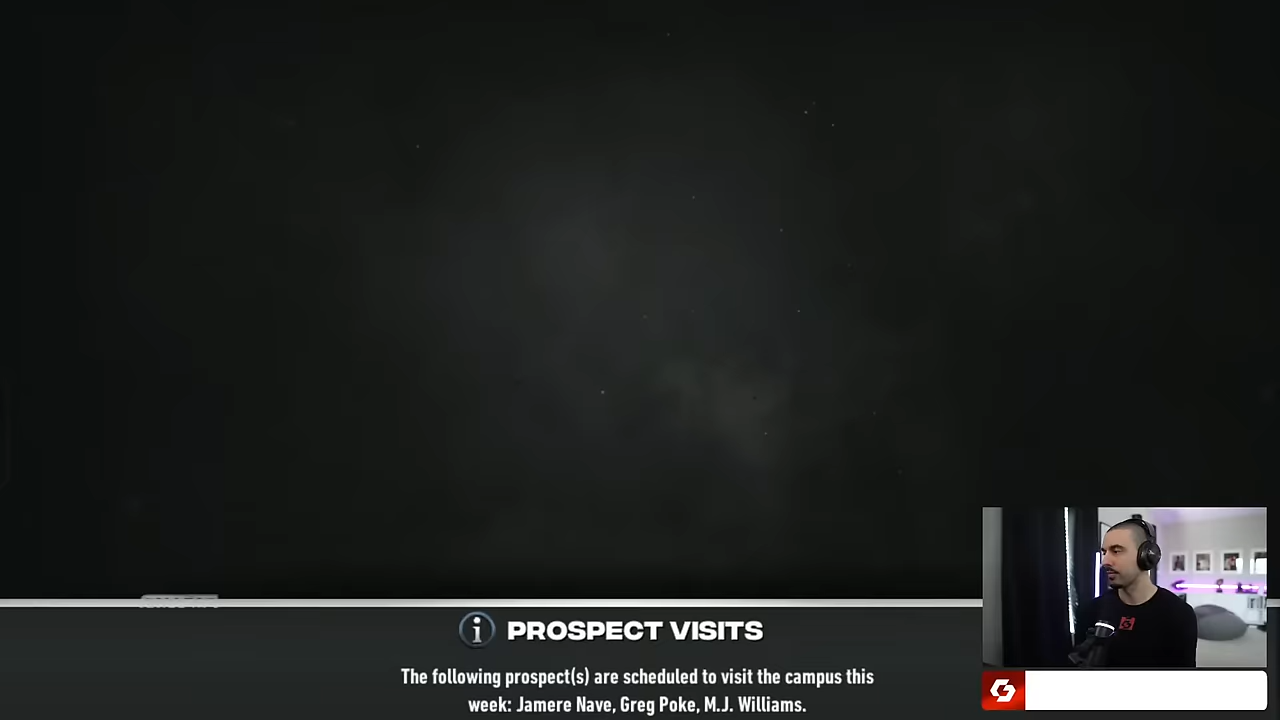 PROSPECT VISITS
The following prospect(s) are scheduled to visit the campus this
week: Jamere Nave, Greg Poke, M.J. Williams.